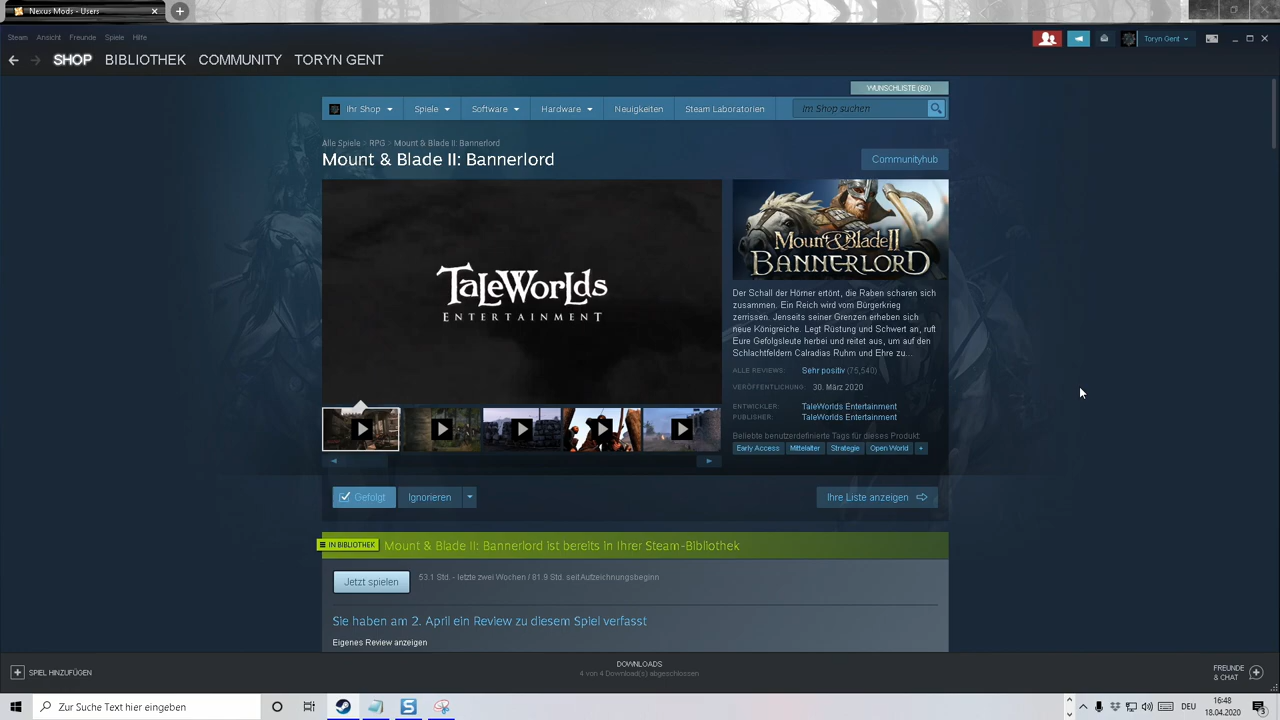 Nexus Mods - Users
Steam Ansicht Freunde Spiele Hilfe
Toryn Gent
SHOP BIBLIOTHEK COMMUNITY TORYN GENT
WUNSCHLISTE (60)
Ihr Shop Spiele Software Hardware Neuigkeiten Steam Laboratorien Im Shop suchen
Alle Spiele > RPG > Mount & Blade II: Bannerlord
Mount & Blade II: Bannerlord
Communityhub
TALEWORLDS
ENTERTAINMENT
Mount & Blade II
BANNERLORD
Der Schall der Hörner ertönt, die Raben scharen sich
zusammen. Ein Reich wird vom Bürgerkrieg
zerrissen. Jenseits seiner Grenzen erheben sich
neue Königreiche. Legt Rüstung und Schwert an, ruft
Eure Gefolgsleute herbei und reitet aus, um auf den
Schlachtfeldern Calradias Ruhm und Ehre zu...
ALLE REVIEWS: Sehr positiv (75,540)
VERÖFFENTLICHUNG: 30. März 2020
ENTWICKLER: TaleWorlds Entertainment
PUBLISHER: TaleWorlds Entertainment
Beliebte benutzerdefinierte Tags für dieses Produkt:
Early Access Mittelalter Strategie Open World +
Gefolgt Ignorieren Ihre Liste anzeigen
IN BIBLIOTHEK Mount & Blade II: Bannerlord ist bereits in Ihrer Steam-Bibliothek
Jetzt spielen 53.1 Std. - letzte zwei Wochen / 81.9 Std. seit Aufzeichnungsbeginn
Sie haben am 2. April ein Review zu diesem Spiel verfasst
Eigenes Review anzeigen
SPIEL HINZUFÜGEN
DOWNLOADS
4 von 4 Download(s) abgeschlossen
FREUNDE
& CHAT
Zur Suche Text hier eingeben
DEU
16:48
18.04.2020
3